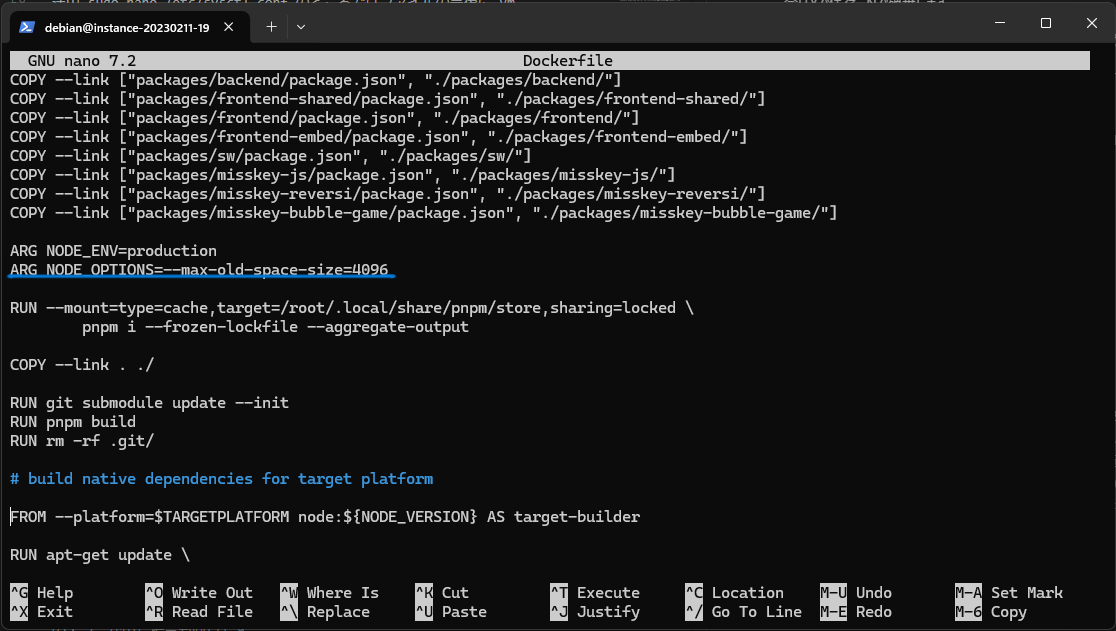 debian@instance-20230211-19
GNU nano 7.2 Dockerfile
COPY --link ["packages/backend/package.json", "./packages/backend/"]
COPY --link ["packages/frontend-shared/package.json", "./packages/frontend-shared/"]
COPY --link ["packages/frontend/package.json", "./packages/frontend/"]
COPY --link ["packages/frontend-embed/package.json", "./packages/frontend-embed/"]
COPY --link ["packages/sw/package.json", "./packages/sw/"]
COPY --link ["packages/misskey-js/package.json", "./packages/misskey-js/"]
COPY --link ["packages/misskey-reversi/package.json", "./packages/misskey-reversi/"]
COPY --link ["packages/misskey-bubble-game/package.json", "./packages/misskey-bubble-game/"]
ARG NODE_ENV=production
ARG NODE_OPTIONS=--max-old-space-size=4096
RUN --mount=type=cache,target=/root/.local/share/pnpm/store,sharing=locked \
pnpm i --frozen-lockfile --aggregate-output
COPY --link . ./
RUN git submodule update --init
RUN pnpm build
RUN rm -rf .git/
# build native dependencies for target platform
FROM --platform=$TARGETPLATFORM node:${NODE_VERSION} AS target-builder
RUN apt-get update \
^G Help ^O Write Out ^W Where Is ^K Cut ^T Execute ^C Location M-U Undo M-A Set Mark
^X Exit ^R Read File ^\ Replace ^U Paste ^J Justify ^/ Go To Line M-E Redo M-6 Copy